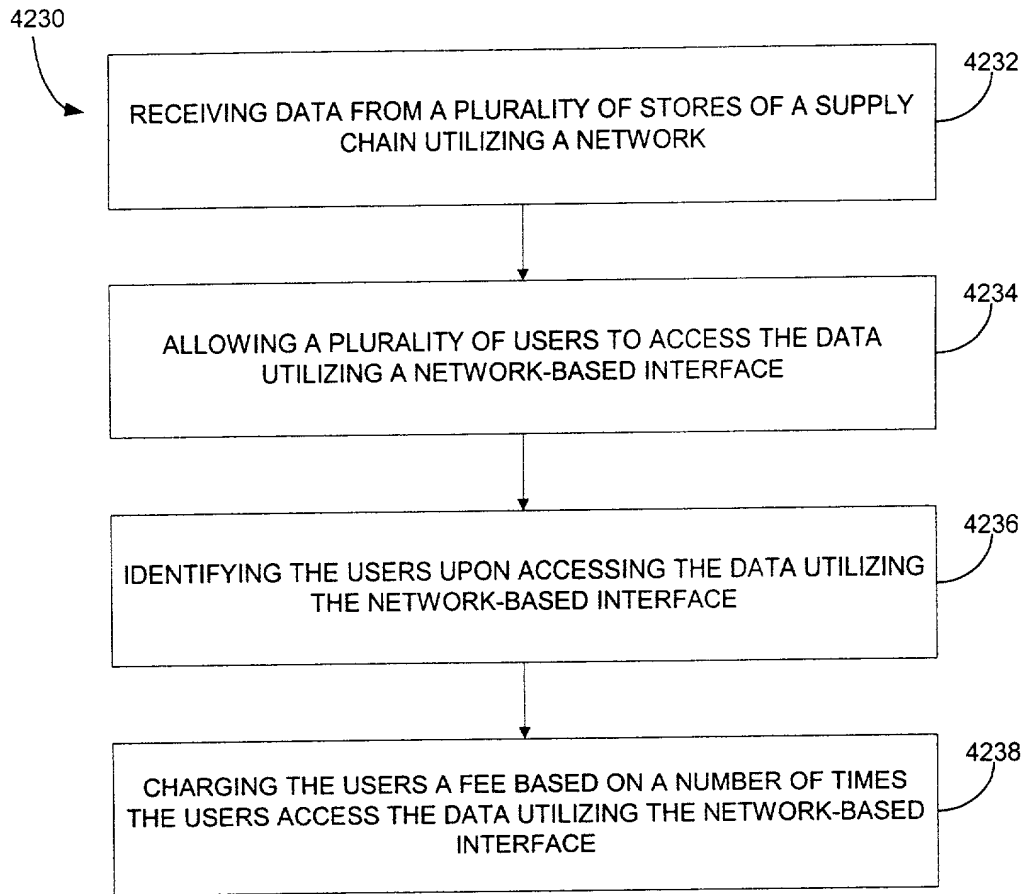 4230
4232
RECEIVING DATA FROM A PLURALITY OF STORES OF A SUPPLY
CHAIN UTILIZING A NETWORK
4234
ALLOWING A PLURALITY OF USERS TO ACCESS THE DATA
UTILIZING A NETWORK-BASED INTERFACE
4236
IDENTIFYING THE USERS UPON ACCESSING THE DATA UTILIZING
THE NETWORK-BASED INTERFACE
4238
CHARGING THE USERS A FEE BASED ON A NUMBER OF TIMES
THE USERS ACCESS THE DATA UTILIZING THE NETWORK-BASED
INTERFACE